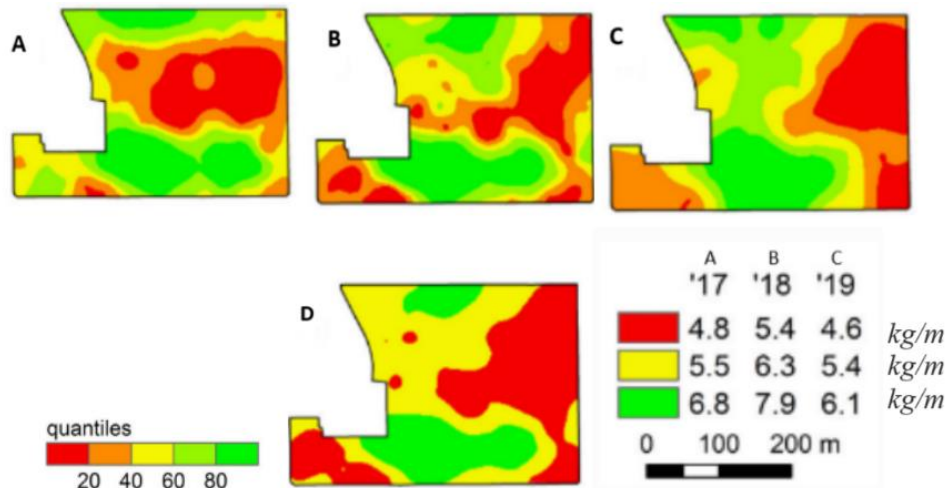 A
B
C
D
A B C
'17 '18 '19
4.8 5.4 4.6 kg/m
5.5 6.3 5.4 kg/m
6.8 7.9 6.1 kg/m
0 100 200 m
quantiles
20 40 60 80